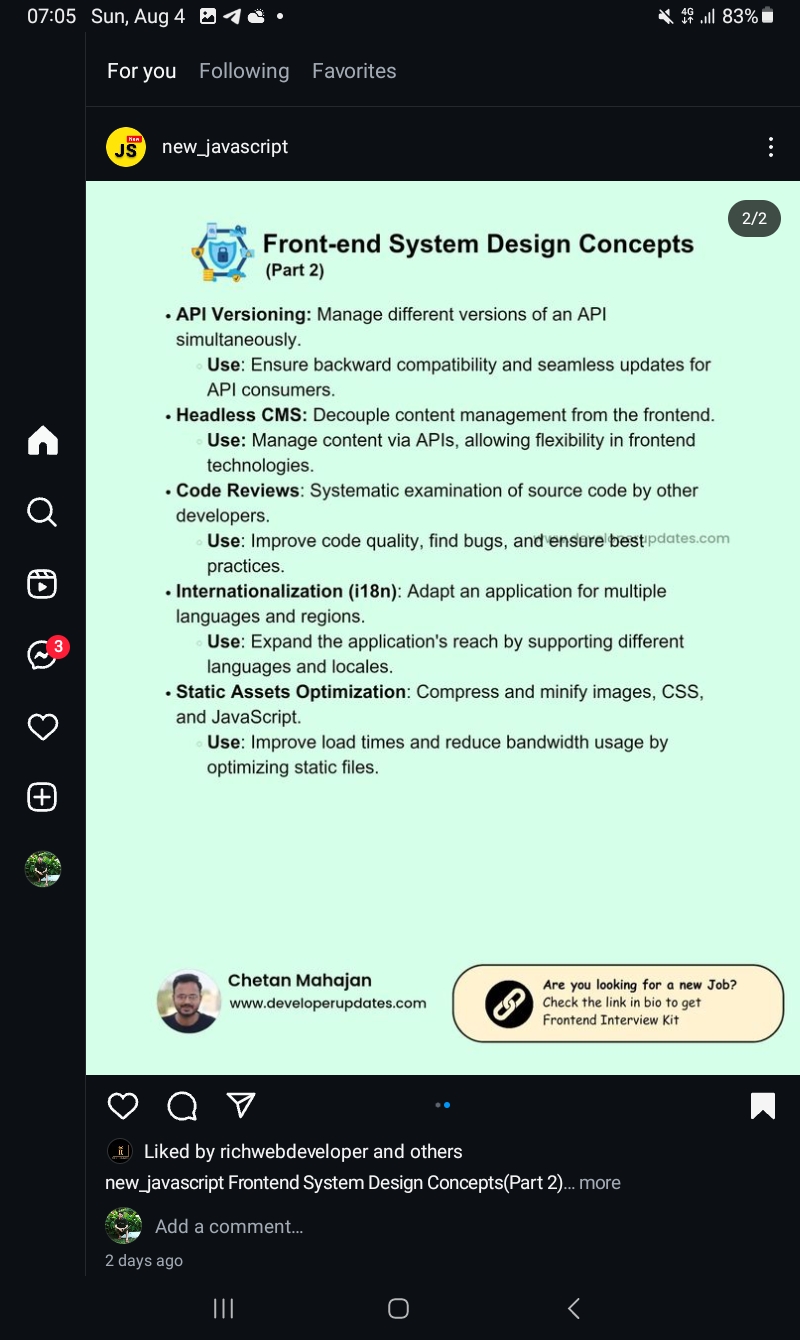 07:05 Sun, Aug 4
4G 83%
For you Following Favorites
New
JS
new_javascript
2/2
Front-end System Design Concepts
(Part 2)
• API Versioning: Manage different versions of an API
simultaneously.
Use: Ensure backward compatibility and seamless updates for
API consumers.
• Headless CMS: Decouple content management from the frontend.
Use: Manage content via APIs, allowing flexibility in frontend
technologies.
• Code Reviews: Systematic examination of source code by other
developers.
Use: Improve code quality, find bugs, and ensure best
www.developerupdates.com
practices.
• Internationalization (i18n): Adapt an application for multiple
languages and regions.
Use: Expand the application's reach by supporting different
languages and locales.
• Static Assets Optimization: Compress and minify images, CSS,
and JavaScript.
Use: Improve load times and reduce bandwidth usage by
optimizing static files.
3
Chetan Mahajan
www.developerupdates.com
Are you looking for a new Job?
Check the link in bio to get
Frontend Interview Kit
Liked by richwebdeveloper and others
new_javascript Frontend System Design Concepts(Part 2)... more
Add a comment...
2 days ago